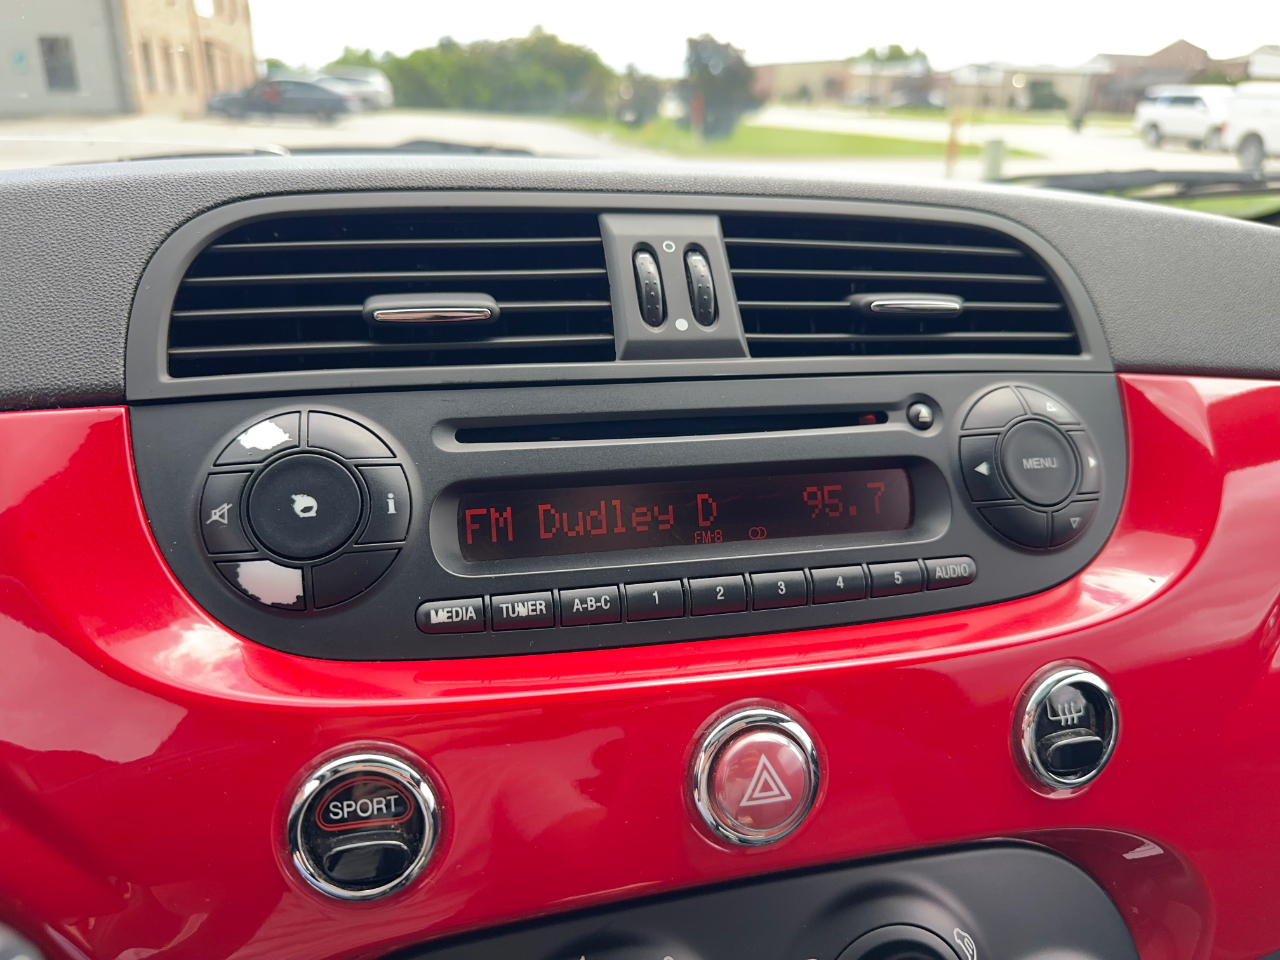 MENU
i
FM Dudley D 95.7
FM-8
MEDIA TUNER A-B-C 1 2 3 4 5 AUDIO
SPORT